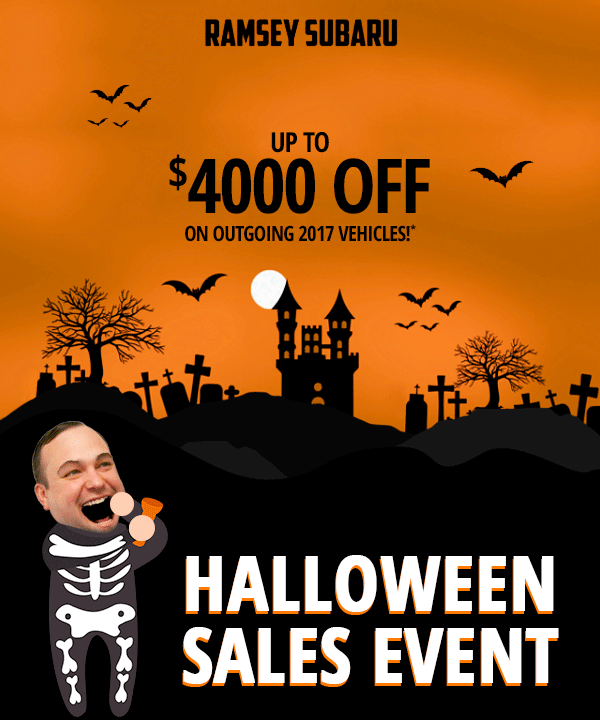 RAMSEY SUBARU
UP TO
$4000 OFF
ON OUTGOING 2017 VEHICLES!*
HALLOWEEN
SALES EVENT